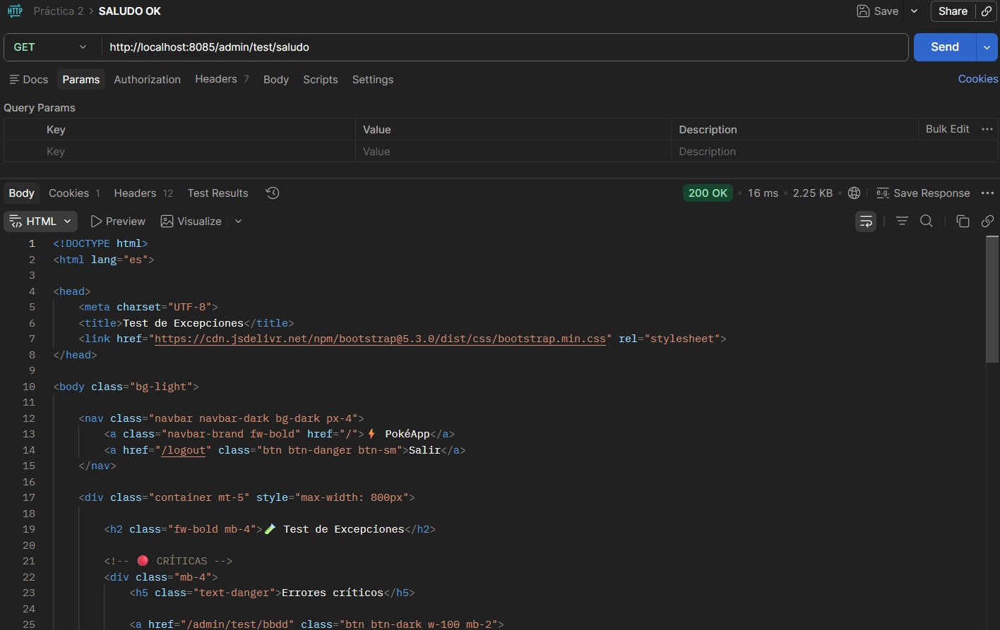 HTTP Práctica 2 > SALUDO OK Save Share
GET http://localhost:8085/admin/test/saludo Send
Docs Params Authorization Headers 7 Body Scripts Settings Cookies
Query Params
Key Value Description Bulk Edit
Key Value Description
Body Cookies 1 Headers 12 Test Results 200 OK • 16 ms • 2.25 KB • e.g. Save Response
HTML Preview Visualize
1 <!DOCTYPE html>
2 <html lang="es">
3
4 <head>
5 <meta charset="UTF-8">
6 <title>Test de Excepciones</title>
7 <link href="https://cdn.jsdelivr.net/npm/bootstrap@5.3.0/dist/css/bootstrap.min.css" rel="stylesheet">
8 </head>
9
10 <body class="bg-light">
11
12 <nav class="navbar navbar-dark bg-dark px-4">
13 <a class="navbar-brand fw-bold" href="/">⚡ PokéApp</a>
14 <a href="/logout" class="btn btn-danger btn-sm">Salir</a>
15 </nav>
16
17 <div class="container mt-5" style="max-width: 800px">
18
19 <h2 class="fw-bold mb-4">🧪 Test de Excepciones</h2>
20
21 <!-- 🔴 CRÍTICAS -->
22 <div class="mb-4">
23 <h5 class="text-danger">Errores críticos</h5>
24
25 <a href="/admin/test/bbdd" class="btn btn-dark w-100 mb-2">